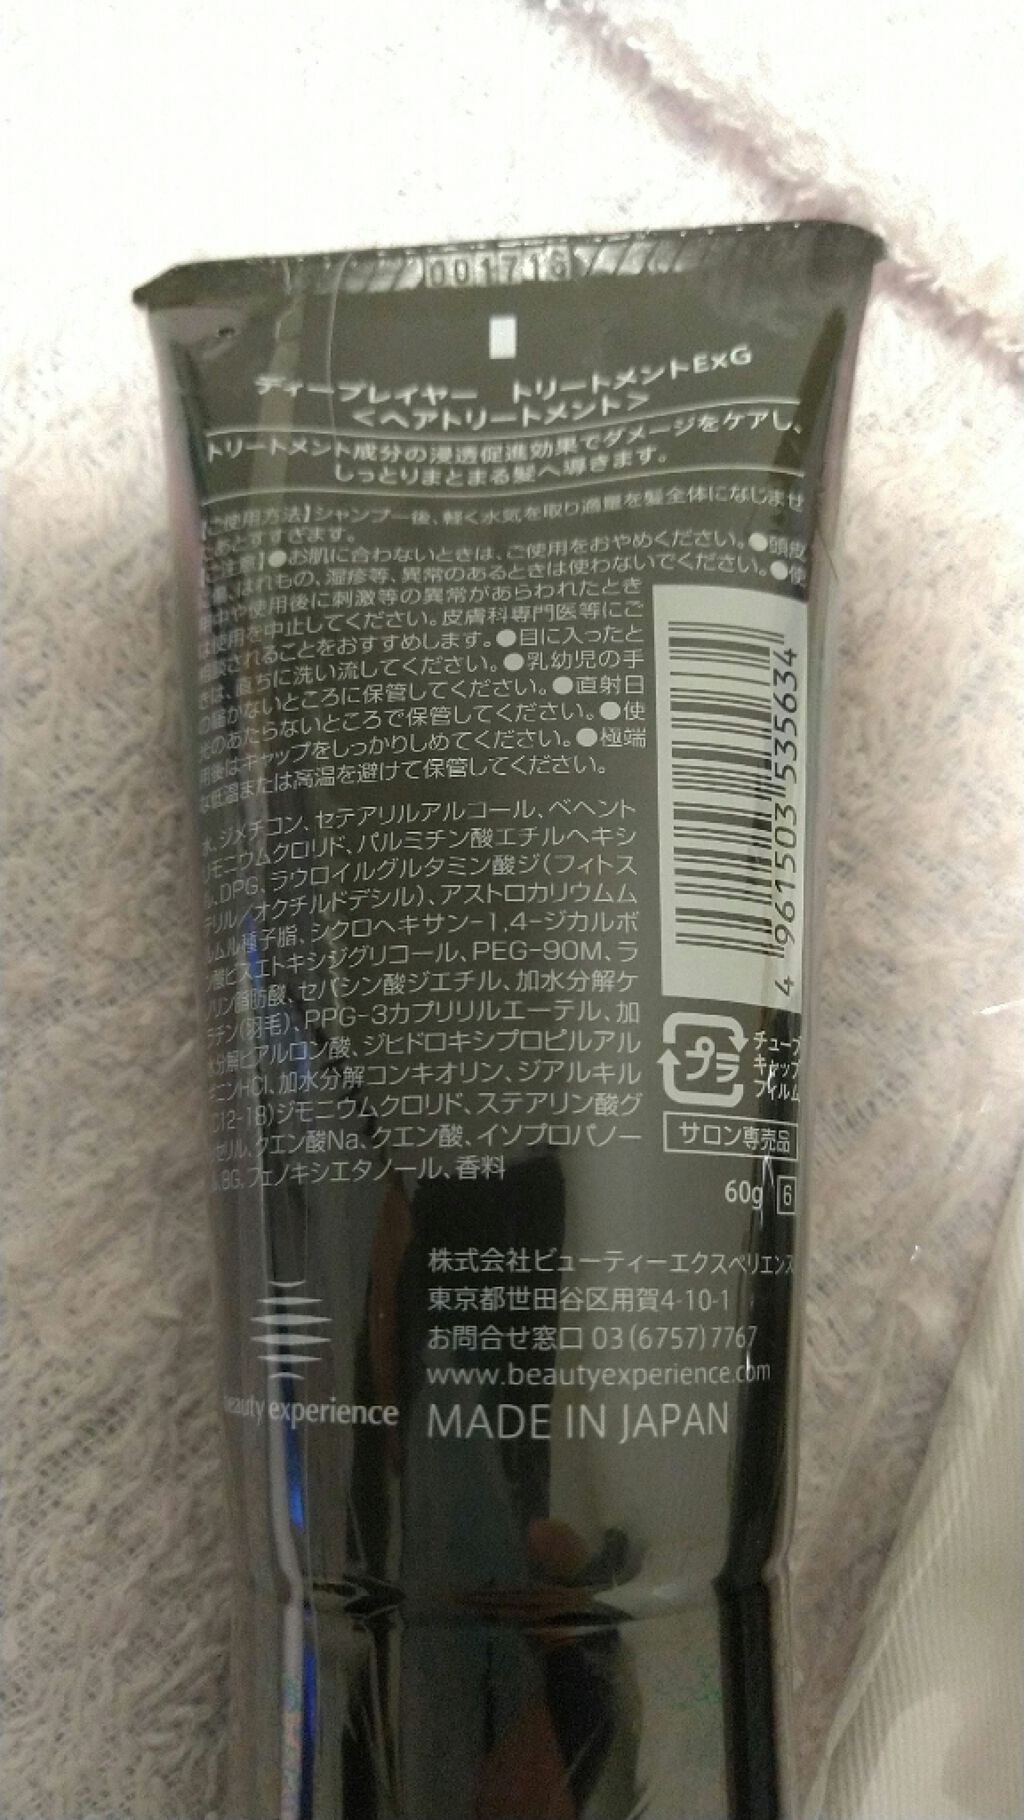 001716
ディープレイヤー　トリートメントExG
<ヘアトリートメント>
トリートメント成分の浸透促進効果でダメージをケアし、
しっとりまとまる髪へ導きます。
ご使用方法】シャンプー後、軽く水気を取り適量を髪全体になじませ
たあとすすぎます。
ご注意】●お肌に合わないときは、ご使用をおやめください。●頭皮
はれもの、湿疹等、異常のあるときは使わないでください。●使
中や使用後に刺激等の異常があらわれたとき
は使用を中止してください。皮膚科専門医等にご
相談されることをおすすめします。●目に入ったと
きは、直ちに洗い流してください。●乳幼児の手
の届かないところに保管してください。●直射日
光のあたらないところで保管してください。●使
用後はキャップをしっかりしめてください。●極端
な低温または高温を避けて保管してください。
水、ジメチコン、セテアリルアルコール、ベヘント
リモニウムクロリド、パルミチン酸エチルヘキシ
ル、DPG、ラウロイルグルタミン酸ジ(フィトス
テリル/オクチルドデシル)、アストロカリウムム
ルムル種子脂、シクロヘキサン-1,4-ジカルボ
ン酸ビスエトキシジグリコール、PEG-90M、ラ
ノリン脂肪酸、セバシン酸ジエチル、加水分解ケ
ラチン(羽毛)、PPG-3カプリリルエーテル、加
水分解ヒアルロン酸、ジヒドロキシプロピルアル
ギニンHCl、加水分解コンキオリン、ジアルキル
(C12-18)ジモニウムクロリド、ステアリン酸グ
リセリル、クエン酸Na、クエン酸、イソプロパノー
ル、BG、フェノキシエタノール、香料
4 961503 535634
プラ
チューブ
キャップ
フィルム
サロン専売品
60g 6
株式会社ビューティーエクスペリエンス
東京都世田谷区用賀4-10-1
お問合せ窓口 03(6757)7767
www.beautyexperience.com
beauty experience
MADE IN JAPAN